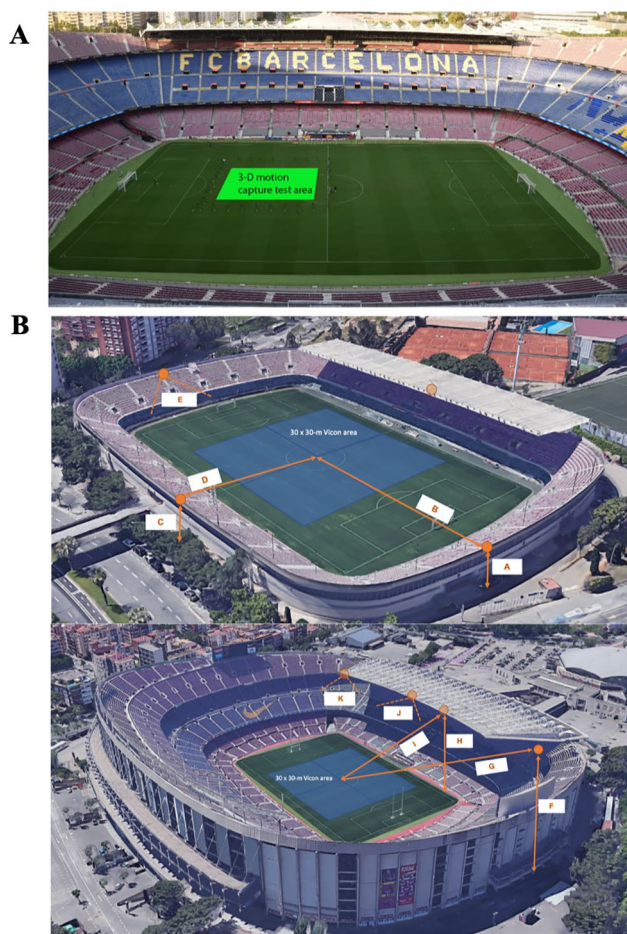 A
FCBARCELONA
3-D motion
capture test area
B
E
30 x 30-m Vicon area
D
B
C
A
K
J
I
H
G
30 x 30-m Vicon area
F